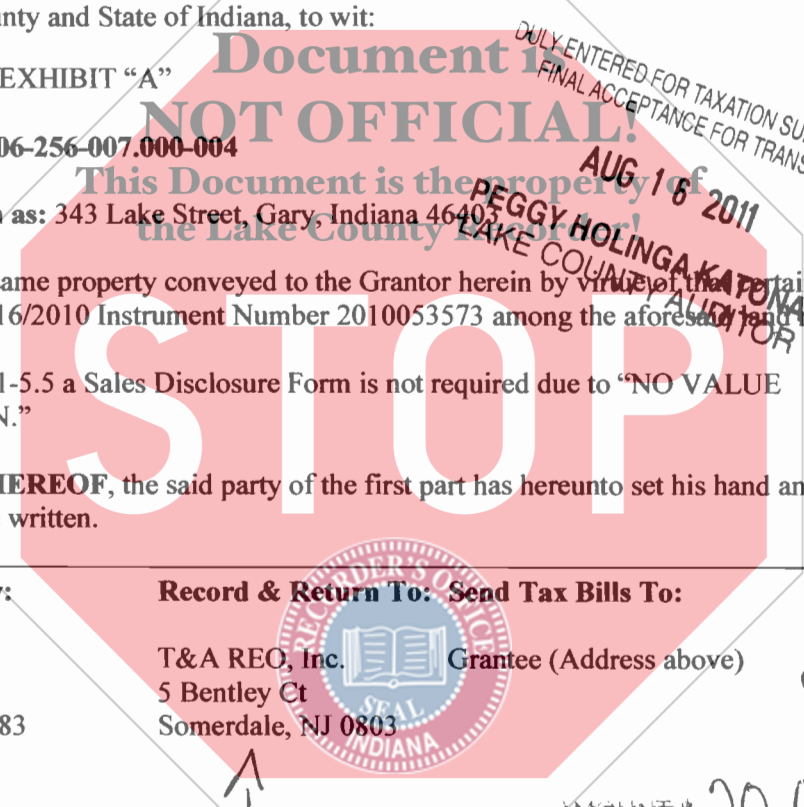 nty and State of Indiana, to wit:
Document is
NOT OFFICIAL!
This Document is the property of
the Lake County Recorder!
DULY ENTERED FOR TAXATION SU
FINAL ACCEPTANCE FOR TRANS
AUG 16 2011
PEGGY HOLINGA KATONA
LAKE COUNTY AUDITOR
EXHIBIT “A”
06-256-007.000-004
as: 343 Lake Street, Gary, Indiana 46403
ame property conveyed to the Grantor herein by virtue of that certai
16/2010 Instrument Number 2010053573 among the aforesaid land
1-5.5 a Sales Disclosure Form is not required due to “NO VALUE
N.”
STOP
HEREOF, the said party of the first part has hereunto set his hand an
written.
Record & Return To: Send Tax Bills To:
T&A REO, Inc. Grantee (Address above)
5 Bentley Ct
83 Somerdale, NJ 0803
RECORDER'S OFFICE
SEAL
INDIANA